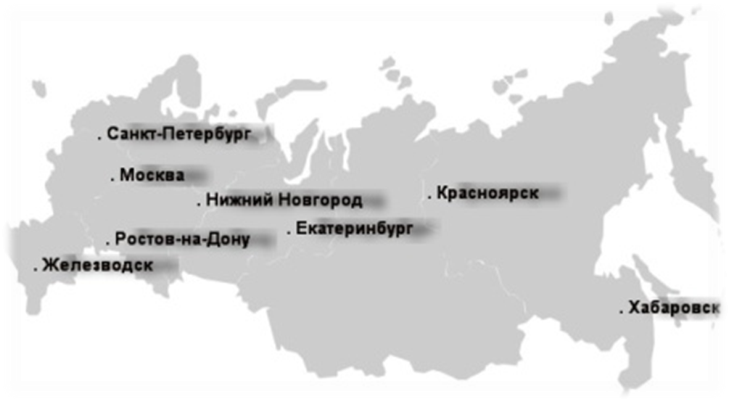 . Санкт-Петербург
. Москва
. Красноярск
. Нижний Новгород
. Екатеринбург
. Ростов-на-Дону
. Железводск
. Хабаровск